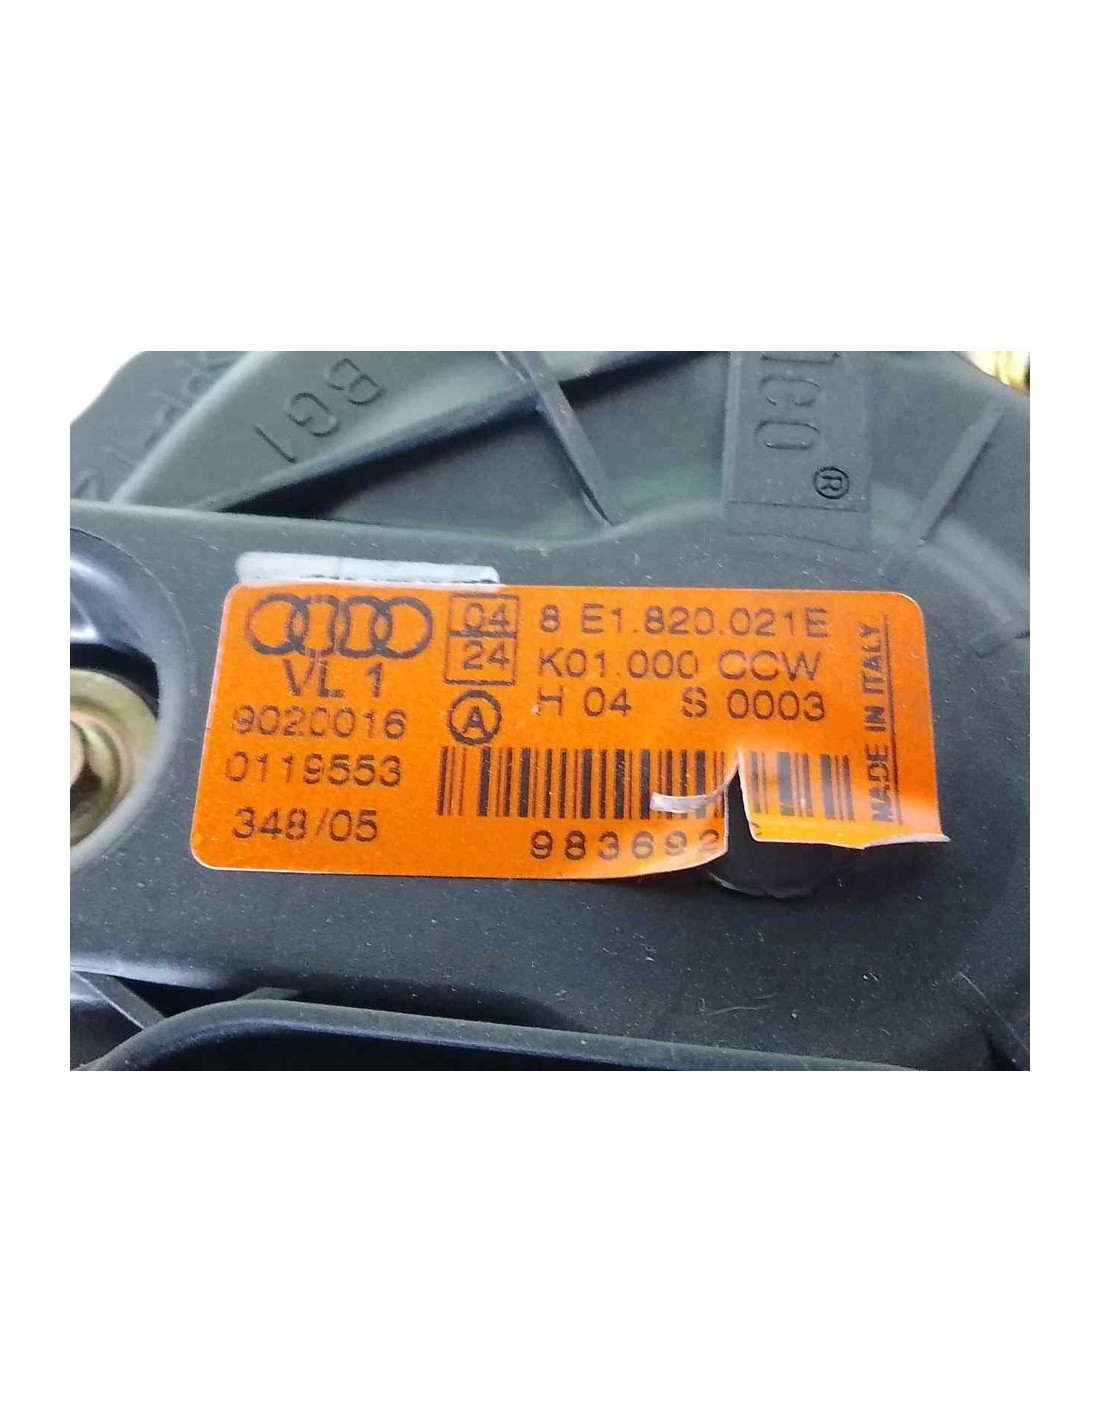 BG1
ICO ®
04 8 E1.820.021E
24 K01.000 CCW
VL 1
H 04 S 0003
9020016 A
0119553
348/05
983692
MADE IN ITALY